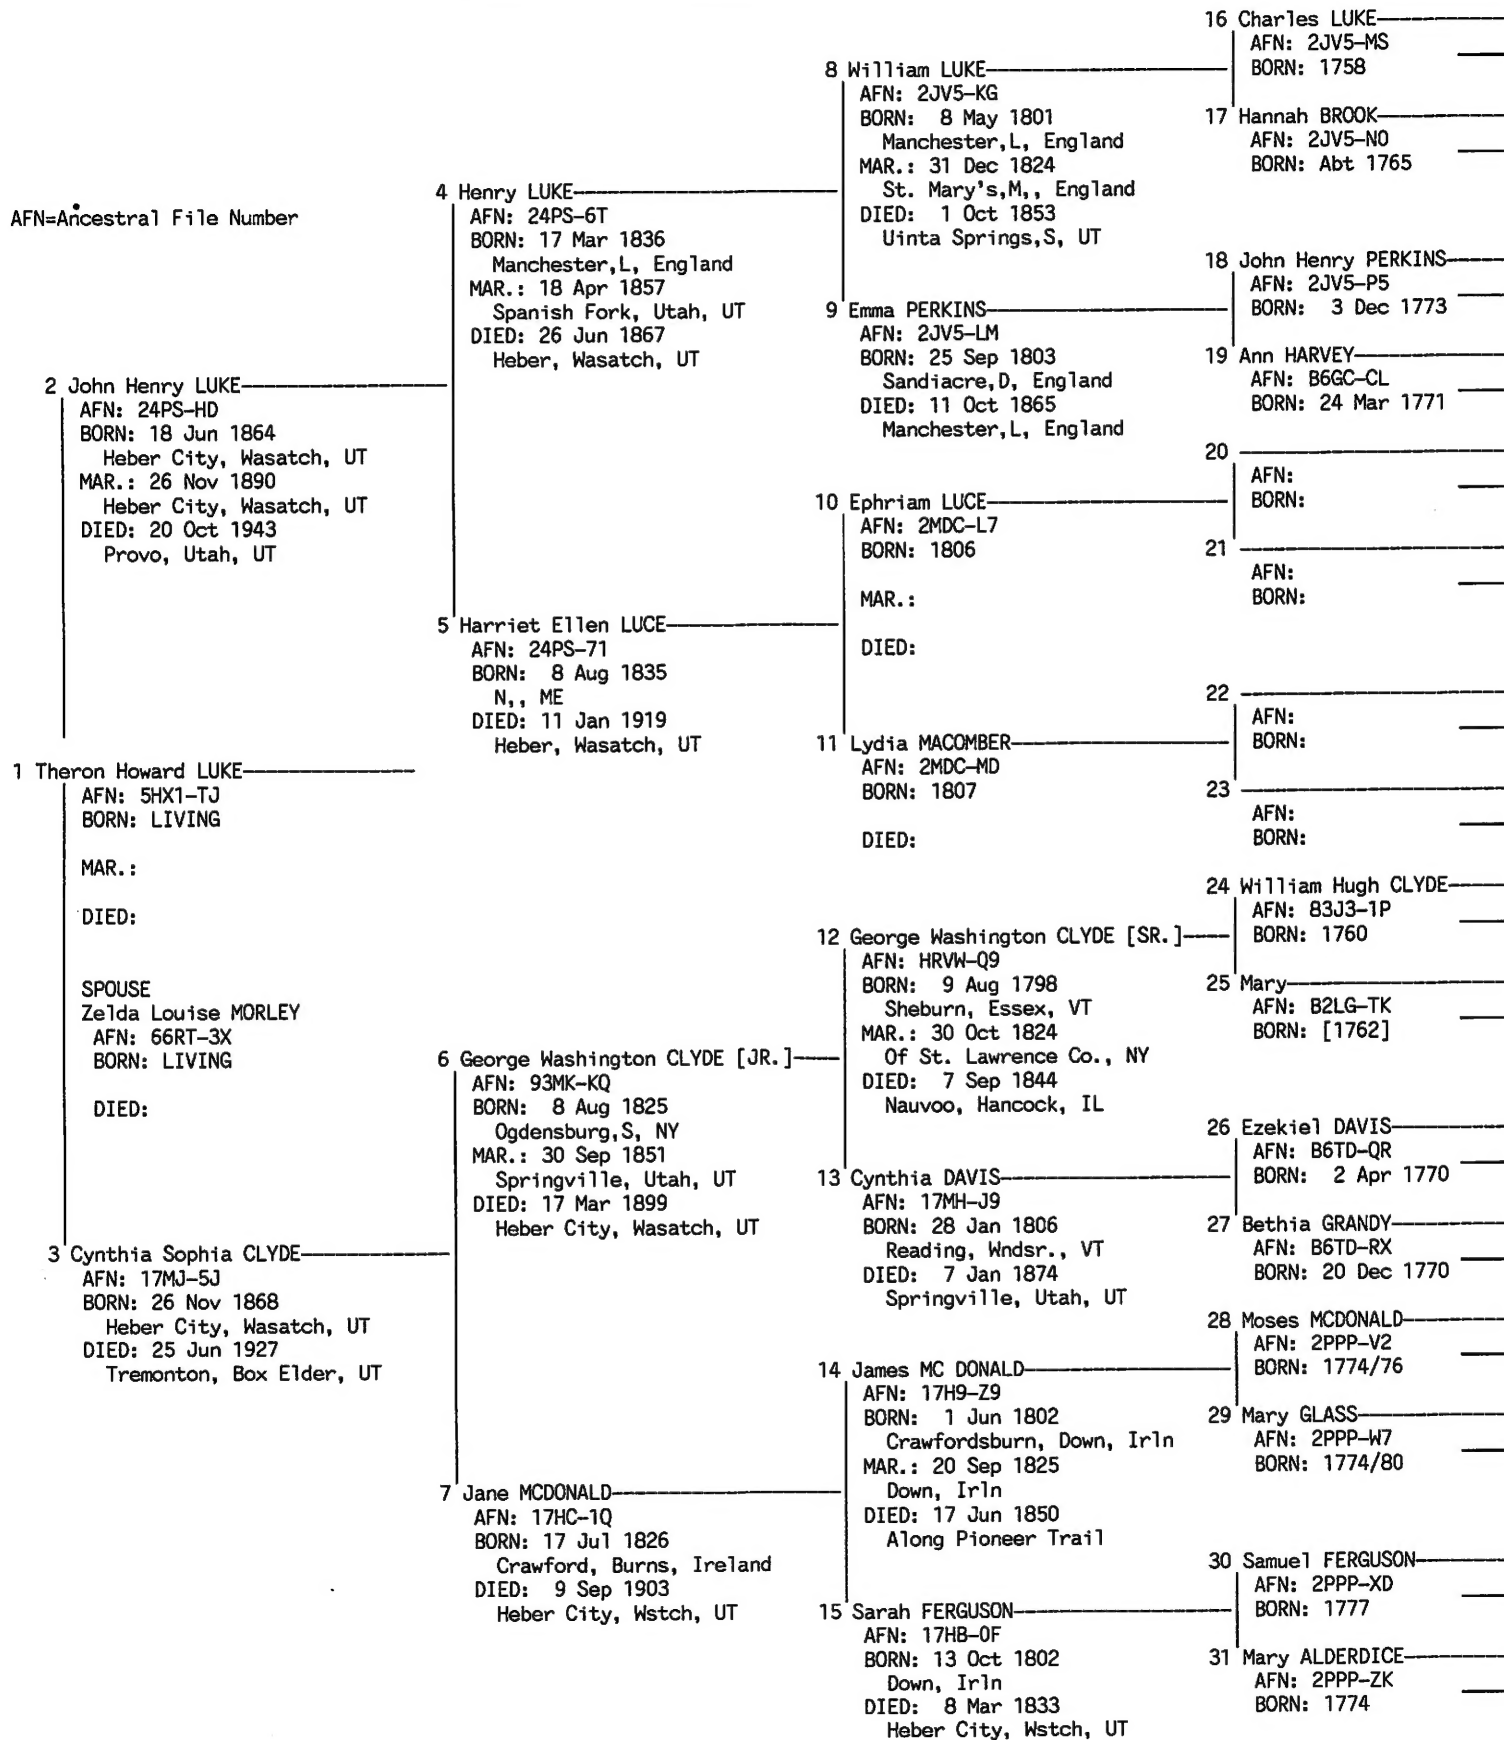 AFN=Ancestral File Number
1 Theron Howard LUKE
AFN: 5HX1-TJ
BORN: LIVING
MAR.:
DIED:
SPOUSE
Zelda Louise MORLEY
AFN: 66RT-3X
BORN: LIVING
DIED:
2 John Henry LUKE
AFN: 24PS-HD
BORN: 18 Jun 1864
Heber City, Wasatch, UT
MAR.: 26 Nov 1890
Heber City, Wasatch, UT
DIED: 20 Oct 1943
Provo, Utah, UT
3 Cynthia Sophia CLYDE
AFN: 17MJ-5J
BORN: 26 Nov 1868
Heber City, Wasatch, UT
DIED: 25 Jun 1927
Tremonton, Box Elder, UT
4 Henry LUKE
AFN: 24PS-6T
BORN: 17 Mar 1836
Manchester,L, England
MAR.: 18 Apr 1857
Spanish Fork, Utah, UT
DIED: 26 Jun 1867
Heber, Wasatch, UT
5 Harriet Ellen LUCE
AFN: 24PS-71
BORN: 8 Aug 1835
N,, ME
DIED: 11 Jan 1919
Heber, Wasatch, UT
6 George Washington CLYDE [JR.]
AFN: 93MK-KQ
BORN: 8 Aug 1825
Ogdensburg,S, NY
MAR.: 30 Sep 1851
Springville, Utah, UT
DIED: 17 Mar 1899
Heber City, Wasatch, UT
7 Jane MCDONALD
AFN: 17HC-1Q
BORN: 17 Jul 1826
Crawford, Burns, Ireland
DIED: 9 Sep 1903
Heber City, Wstch, UT
8 William LUKE
AFN: 2JV5-KG
BORN: 8 May 1801
Manchester,L, England
MAR.: 31 Dec 1824
St. Mary's,M,, England
DIED: 1 Oct 1853
Uinta Springs,S, UT
9 Emma PERKINS
AFN: 2JV5-LM
BORN: 25 Sep 1803
Sandiacre,D, England
DIED: 11 Oct 1865
Manchester,L, England
10 Ephriam LUCE
AFN: 2MDC-L7
BORN: 1806
MAR.:
DIED:
11 Lydia MACOMBER
AFN: 2MDC-MD
BORN: 1807
DIED:
12 George Washington CLYDE [SR.]
AFN: HRVW-Q9
BORN: 9 Aug 1798
Sheburn, Essex, VT
MAR.: 30 Oct 1824
Of St. Lawrence Co., NY
DIED: 7 Sep 1844
Nauvoo, Hancock, IL
13 Cynthia DAVIS
AFN: 17MH-J9
BORN: 28 Jan 1806
Reading, Wndsr., VT
DIED: 7 Jan 1874
Springville, Utah, UT
14 James MC DONALD
AFN: 17H9-Z9
BORN: 1 Jun 1802
Crawfordsburn, Down, Irln
MAR.: 20 Sep 1825
Down, Irln
DIED: 17 Jun 1850
Along Pioneer Trail
15 Sarah FERGUSON
AFN: 17HB-0F
BORN: 13 Oct 1802
Down, Irln
DIED: 8 Mar 1833
Heber City, Wstch, UT
16 Charles LUKE
AFN: 2JV5-MS
BORN: 1758
17 Hannah BROOK
AFN: 2JV5-N0
BORN: Abt 1765
18 John Henry PERKINS
AFN: 2JV5-P5
BORN: 3 Dec 1773
19 Ann HARVEY
AFN: B6GC-CL
BORN: 24 Mar 1771
20
AFN:
BORN:
21
AFN:
BORN:
22
AFN:
BORN:
23
AFN:
BORN:
24 William Hugh CLYDE
AFN: 83J3-1P
BORN: 1760
25 Mary
AFN: B2LG-TK
BORN: [1762]
26 Ezekiel DAVIS
AFN: B6TD-QR
BORN: 2 Apr 1770
27 Bethia GRANDY
AFN: B6TD-RX
BORN: 20 Dec 1770
28 Moses MCDONALD
AFN: 2PPP-V2
BORN: 1774/76
29 Mary GLASS
AFN: 2PPP-W7
BORN: 1774/80
30 Samuel FERGUSON
AFN: 2PPP-XD
BORN: 1777
31 Mary ALDERDICE
AFN: 2PPP-ZK
BORN: 1774